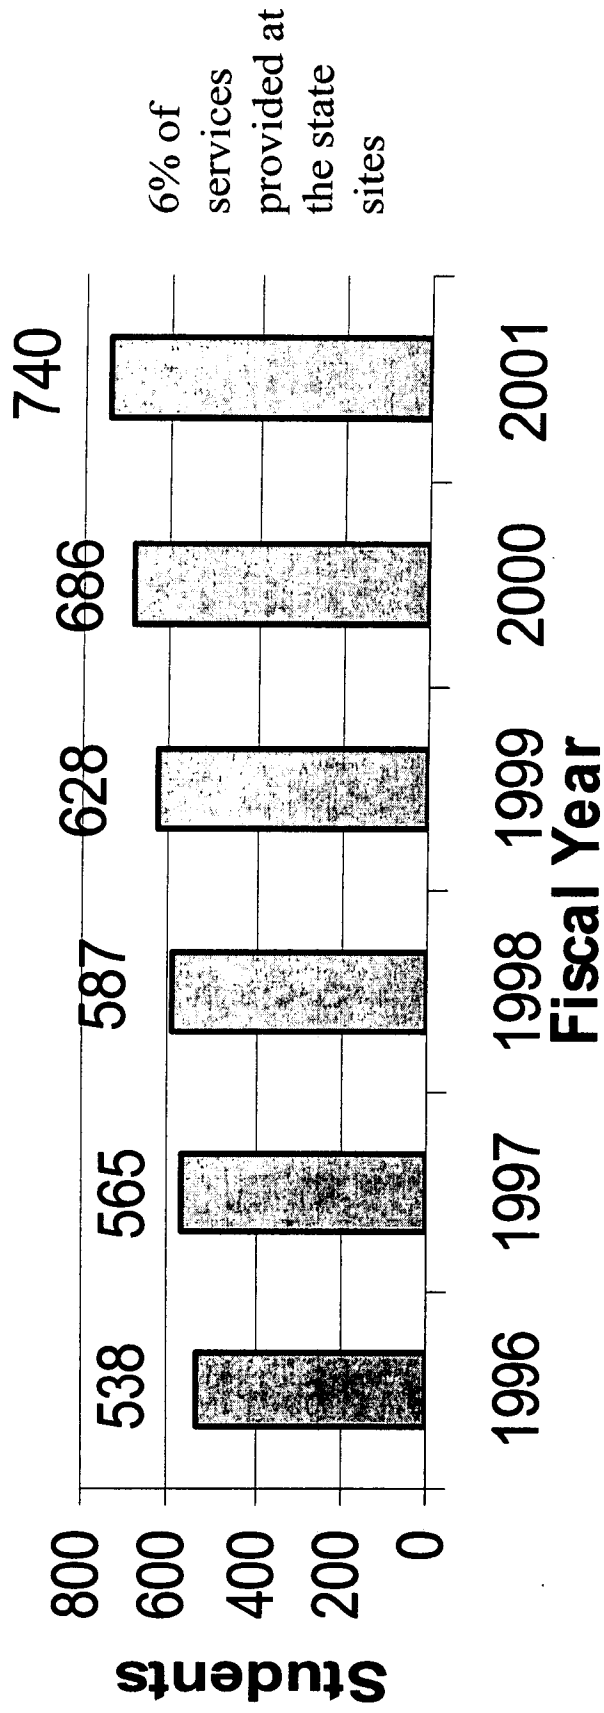 Students
800
600
400
200
0
538
565
587
628
686
740
1996
1997
1998
1999
2000
2001
Fiscal Year
6% of
services
provided at
the state
sites